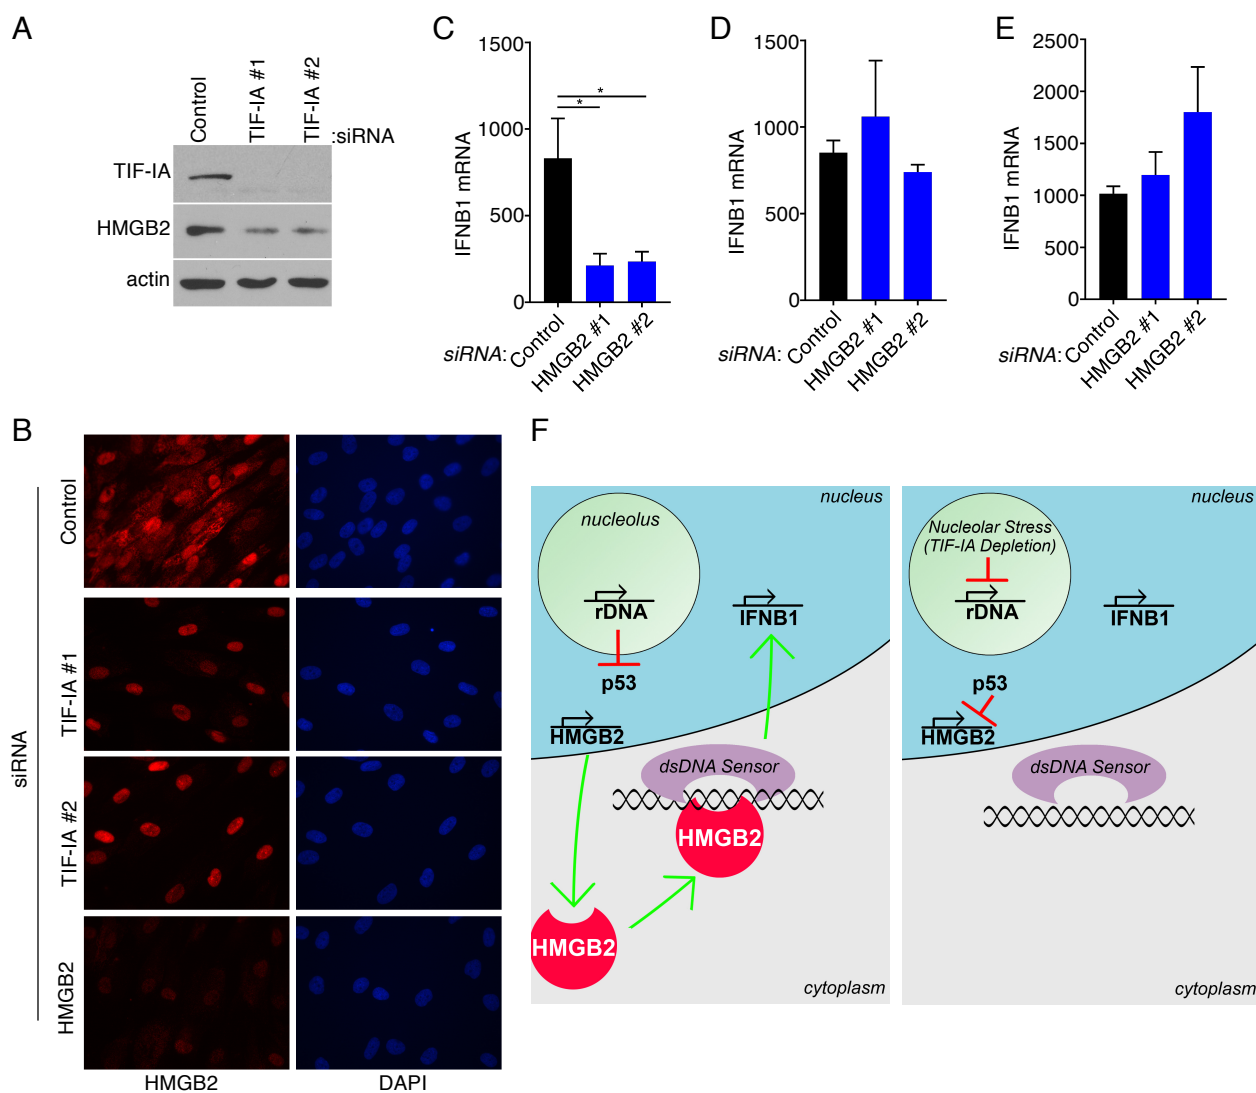 A
Control
TIF-IA #1
TIF-IA #2
:siRNA
TIF-IA
HMGB2
actin
C
1500
1000
500
0
IFNB1 mRNA
*
*
siRNA:
Control
HMGB2 #1
HMGB2 #2
D
1500
1000
500
0
IFNB1 mRNA
siRNA:
Control
HMGB2 #1
HMGB2 #2
E
2500
2000
1500
1000
500
0
IFNB1 mRNA
siRNA:
Control
HMGB2 #1
HMGB2 #2
B
siRNA
Control
TIF-IA #1
TIF-IA #2
HMGB2
HMGB2
DAPI
F
nucleus
nucleolus
rDNA
IFNB1
p53
HMGB2
dsDNA Sensor
HMGB2
HMGB2
cytoplasm
nucleus
Nucleolar Stress
(TIF-IA Depletion)
rDNA
IFNB1
p53
HMGB2
dsDNA Sensor
cytoplasm